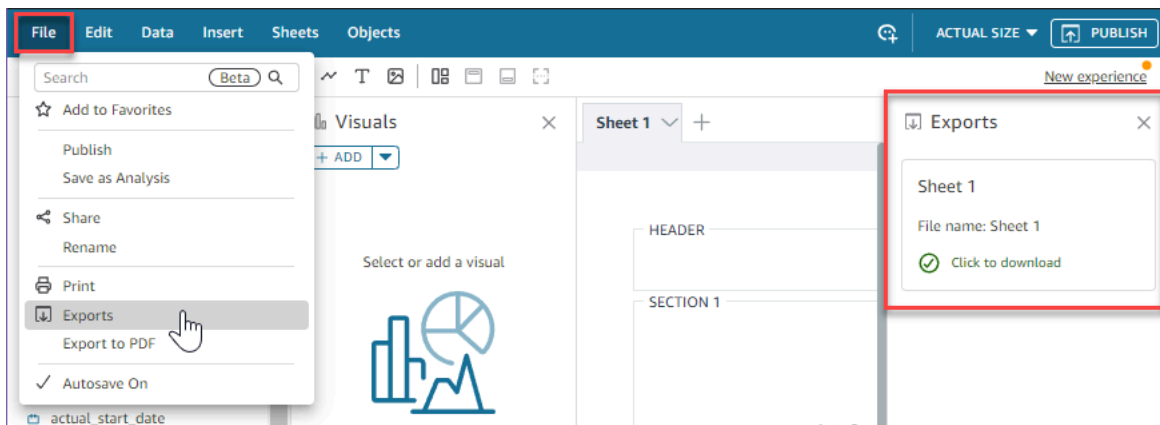 File Edit Data Insert Sheets Objects ACTUAL SIZE PUBLISH
Search Beta
New experience
Add to Favorites
Publish
Save as Analysis
Share
Rename
Print
Exports
Export to PDF
Autosave On
actual_start_date
Visuals
+ ADD
Select or add a visual
Sheet 1
HEADER
SECTION 1
Exports
Sheet 1
File name: Sheet 1
Click to download